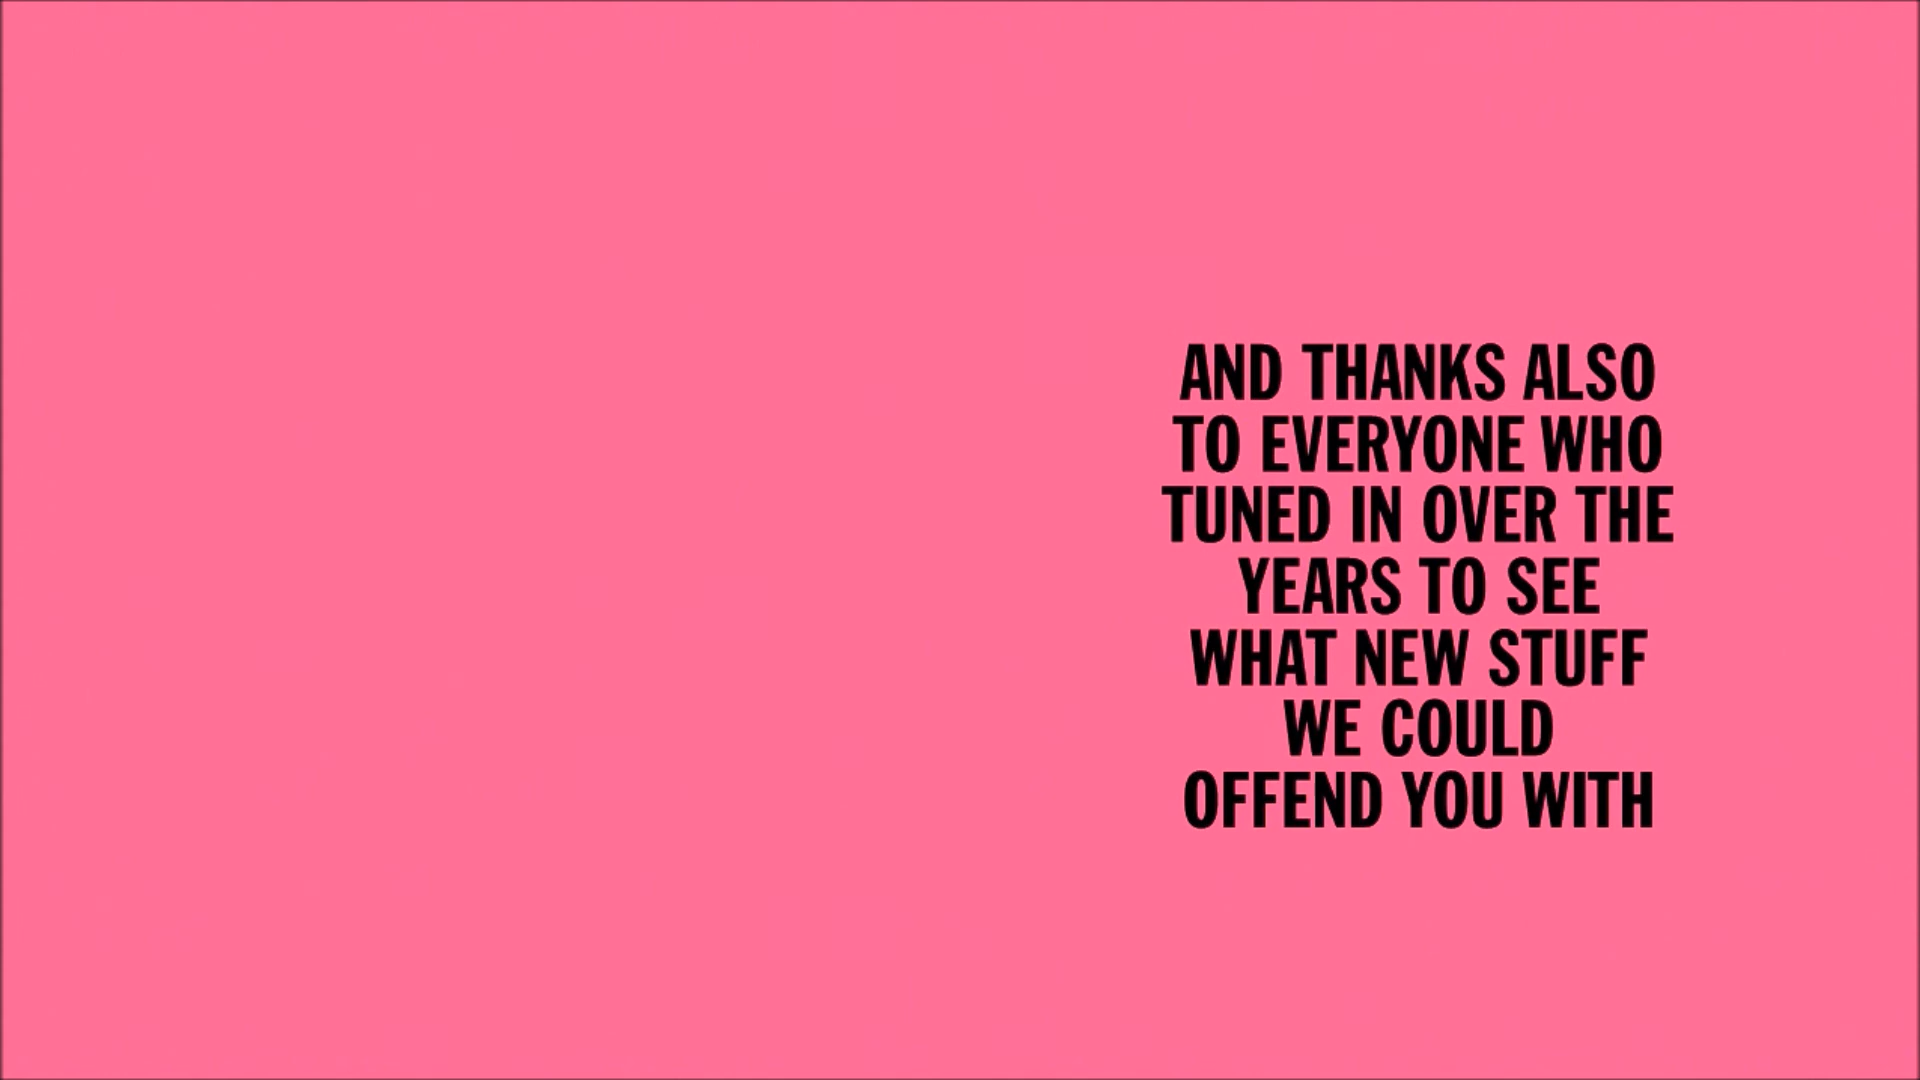 AND THANKS ALSO
TO EVERYONE WHO
TUNED IN OVER THE
YEARS TO SEE
WHAT NEW STUFF
WE COULD
OFFEND YOU WITH